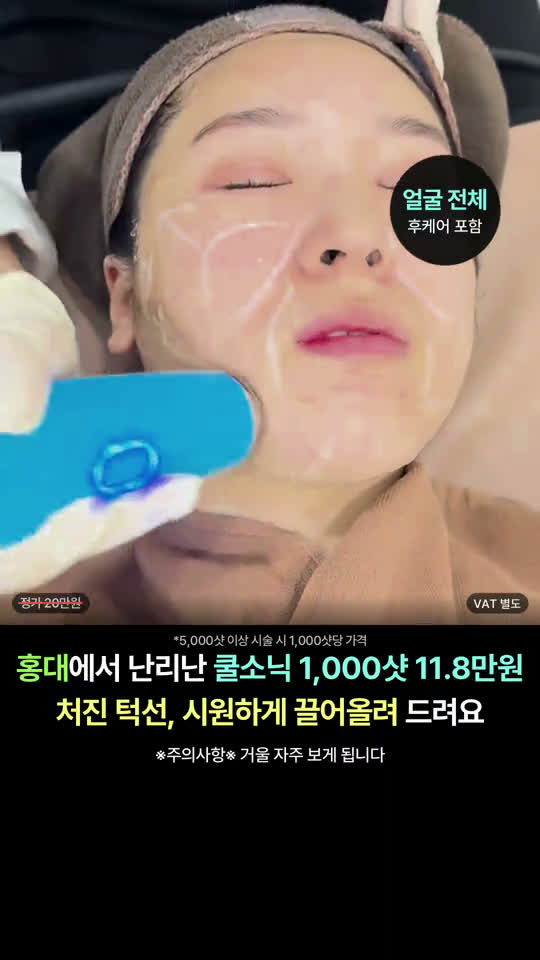 얼굴 전체
후케어 포함
정가 20만원
VAT 별도
*5,000샷 이상 시술 시 1,000샷당 가격
홍대에서 난리난 쿨소닉 1,000샷 11.8만원
처진 턱선, 시원하게 끌어올려 드려요
※주의사항※ 거울 자주 보게 됩니다